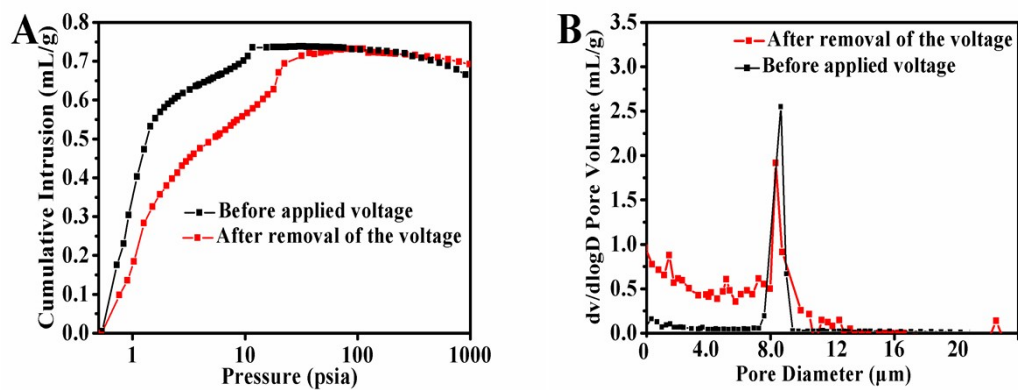 A
Cumulative Intrusion (mL/g)
0.8
0.7
0.6
0.5
0.4
0.3
0.2
0.1
0.0
Before applied voltage
After removal of the voltage
1
10
100
1000
Pressure (psia)
B
dv/dlogD Pore Volume (mL/g)
3.5
3.0
2.5
2.0
1.5
1.0
0.5
0.0
After removal of the voltage
Before applied voltage
0
4.0
8.0
12
16
20
Pore Diameter (μm)